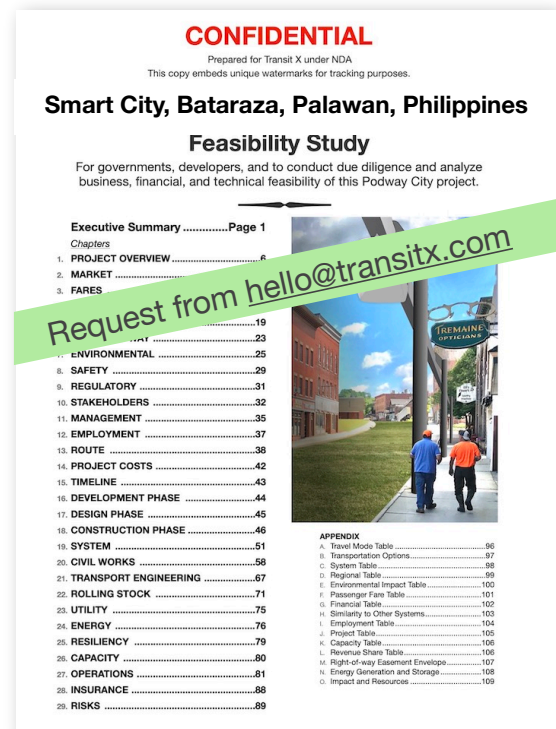 CONFIDENTIAL
Prepared for Transit X under NDA
This copy embeds unique watermarks for tracking purposes.
Smart City, Bataraza, Palawan, Philippines
Feasibility Study
For governments, developers, and to conduct due diligence and analyze
business, financial, and technical feasibility of this Podway City project.
Executive Summary..............Page 1
Chapters
1. PROJECT OVERVIEW................................6
2. MARKET
3. FARES
Request from hello@transitx.com
19
23
7. ENVIRONMENTAL ......................................25
8. SAFETY ....................................................29
9. REGULATORY ...........................................31
10. STAKEHOLDERS .......................................32
11. MANAGEMENT .........................................35
12. EMPLOYMENT .........................................37
13. ROUTE .....................................................38
14. PROJECT COSTS ......................................42
15. TIMELINE .................................................43
16. DEVELOPMENT PHASE ............................44
17. DESIGN PHASE ........................................45
18. CONSTRUCTION PHASE ..........................46
19. SYSTEM ...................................................51
20. CIVIL WORKS ...........................................58
21. TRANSPORT ENGINEERING ...................67
22. ROLLING STOCK ......................................71
23. UTILITY ....................................................75
24. ENERGY ...................................................76
25. RESILIENCY .............................................79
26. CAPACITY ................................................80
27. OPERATIONS ...........................................81
28. INSURANCE .............................................88
29. RISKS .......................................................89
TREMAINE
OPTICIANS
APPENDIX
A. Travel Mode Table.........................................96
B. Transportation Options...................................97
C. System Table.................................................98
D. Regional Table...............................................99
E. Environmental Impact Table.........................100
F. Passenger Fare Table...................................101
G. Financial Table.............................................102
H. Similarity to Other Systems..........................103
I. Employment Table........................................104
J. Project Table................................................105
K. Capacity Table.............................................106
L. Revenue Share Table...................................106
M. Right-of-way Easement Envelope................107
N. Energy Generation and Storage...................108
O. Impact and Resources.................................109